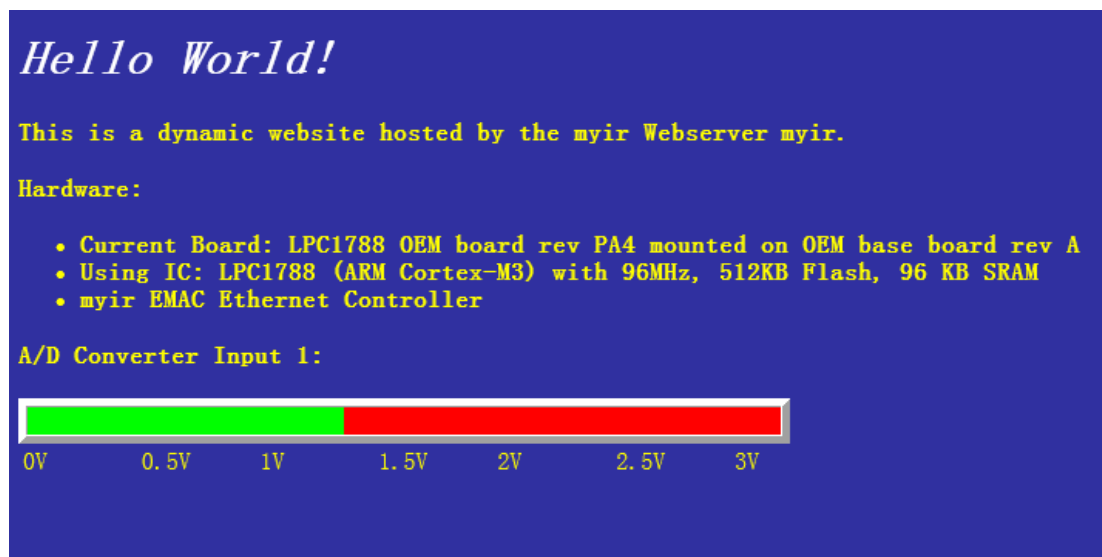 Hello World!
This is a dynamic website hosted by the myir Webserver myir.
Hardware:
• Current Board: LPC1788 OEM board rev PA4 mounted on OEM base board rev A
• Using IC: LPC1788 (ARM Cortex-M3) with 96MHz, 512KB Flash, 96 KB SRAM
• myir EMAC Ethernet Controller
A/D Converter Input 1:
0V 0.5V 1V 1.5V 2V 2.5V 3V